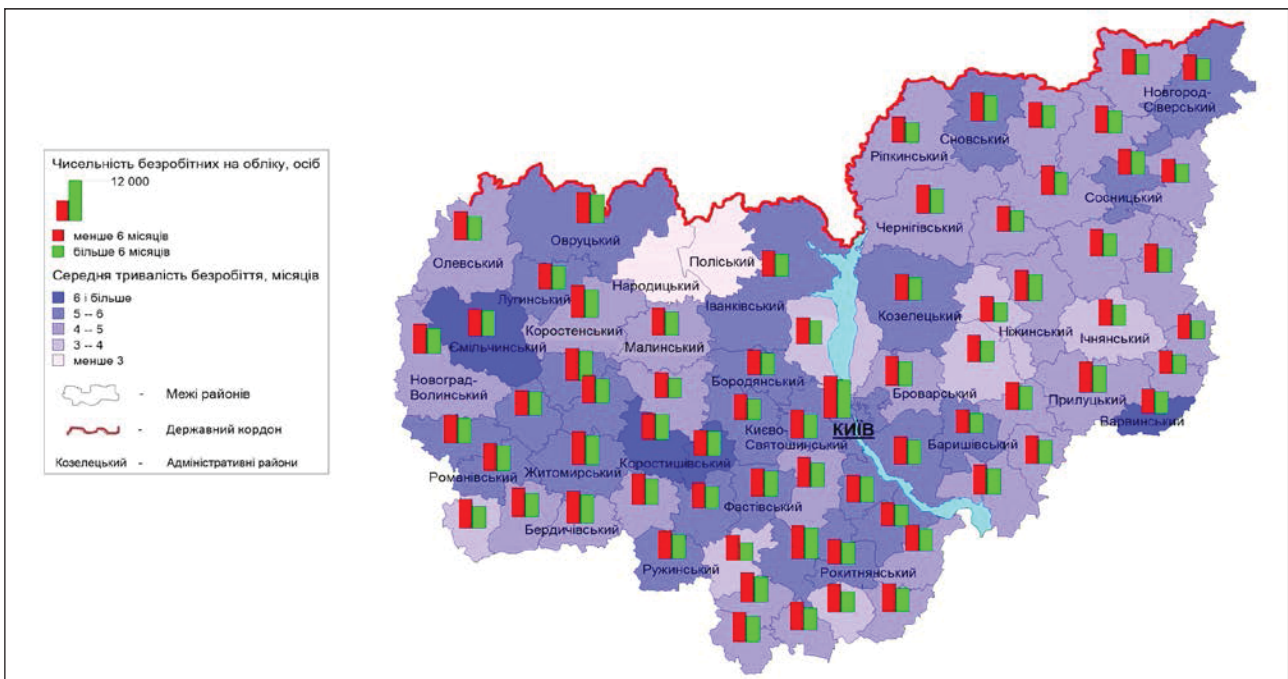 Чисельність безробітних на обліку, осіб
12 000
менше 6 місяців
більше 6 місяців
Середня тривалість безробіття, місяців
6 і більше
5 -- 6
4 -- 5
3 -- 4
менше 3
- Межі районів
- Державний кордон
Козелецький - Адміністративні райони
Новгород-
Сіверський
Сновський
Ріпкинський
Сосницький
Чернігівський
Овруцький
Олевський
Поліський
Народицький
Лугинський
Іванківський
Козелецький
Коростенський
Ніжинський
Ічнянський
Ємільчинський
Малинський
Новоград-
Волинський
Бородянський
Броварський
Прилуцький
Варвинський
Києво-
Святошинський
КИЇВ
Баришівський
Романівський
Житомирський
Коростишівський
Фастівський
Бердичівський
Ружинський
Рокитнянський